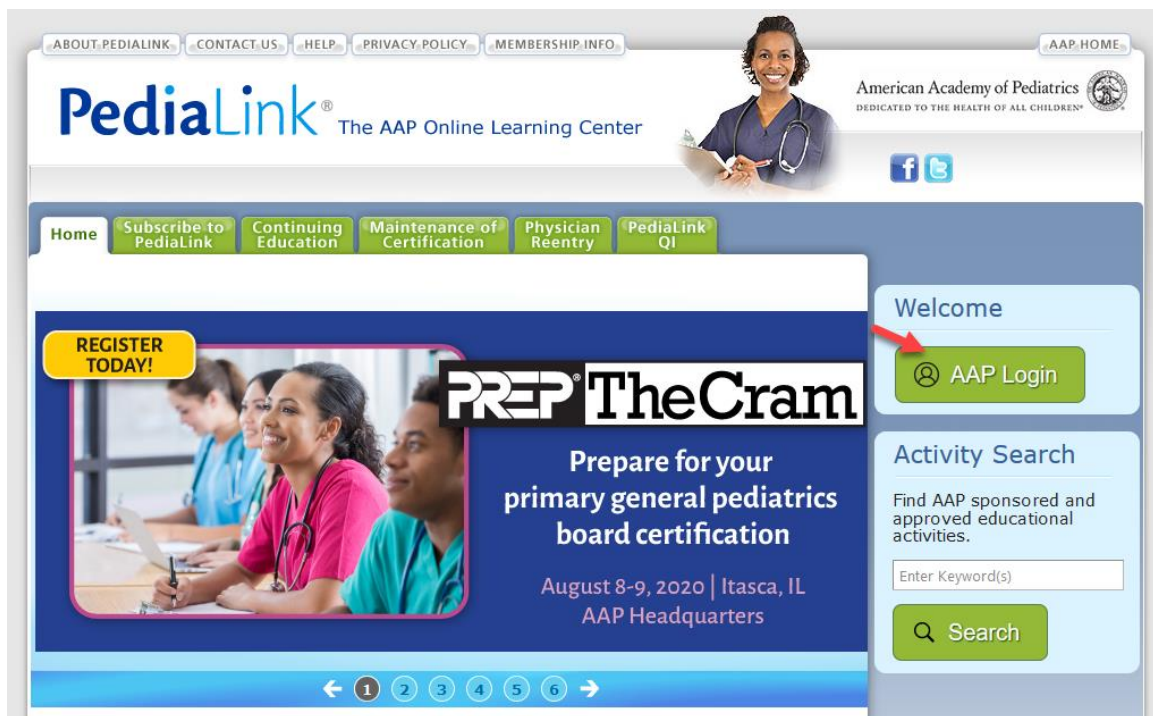 ABOUT PEDIALINK
CONTACT US
HELP
PRIVACY POLICY
MEMBERSHIP INFO
AAP HOME
PediaLink® The AAP Online Learning Center
American Academy of Pediatrics
DEDICATED TO THE HEALTH OF ALL CHILDREN®
Home
Subscribe to
PediaLink
Continuing
Education
Maintenance of
Certification
Physician
Reentry
PediaLink
QI
REGISTER
TODAY!
PREP® TheCram
Prepare for your
primary general pediatrics
board certification
August 8-9, 2020 | Itasca, IL
AAP Headquarters
1 2 3 4 5 6
Welcome
AAP Login
Activity Search
Find AAP sponsored and
approved educational
activities.
Enter Keyword(s)
Search